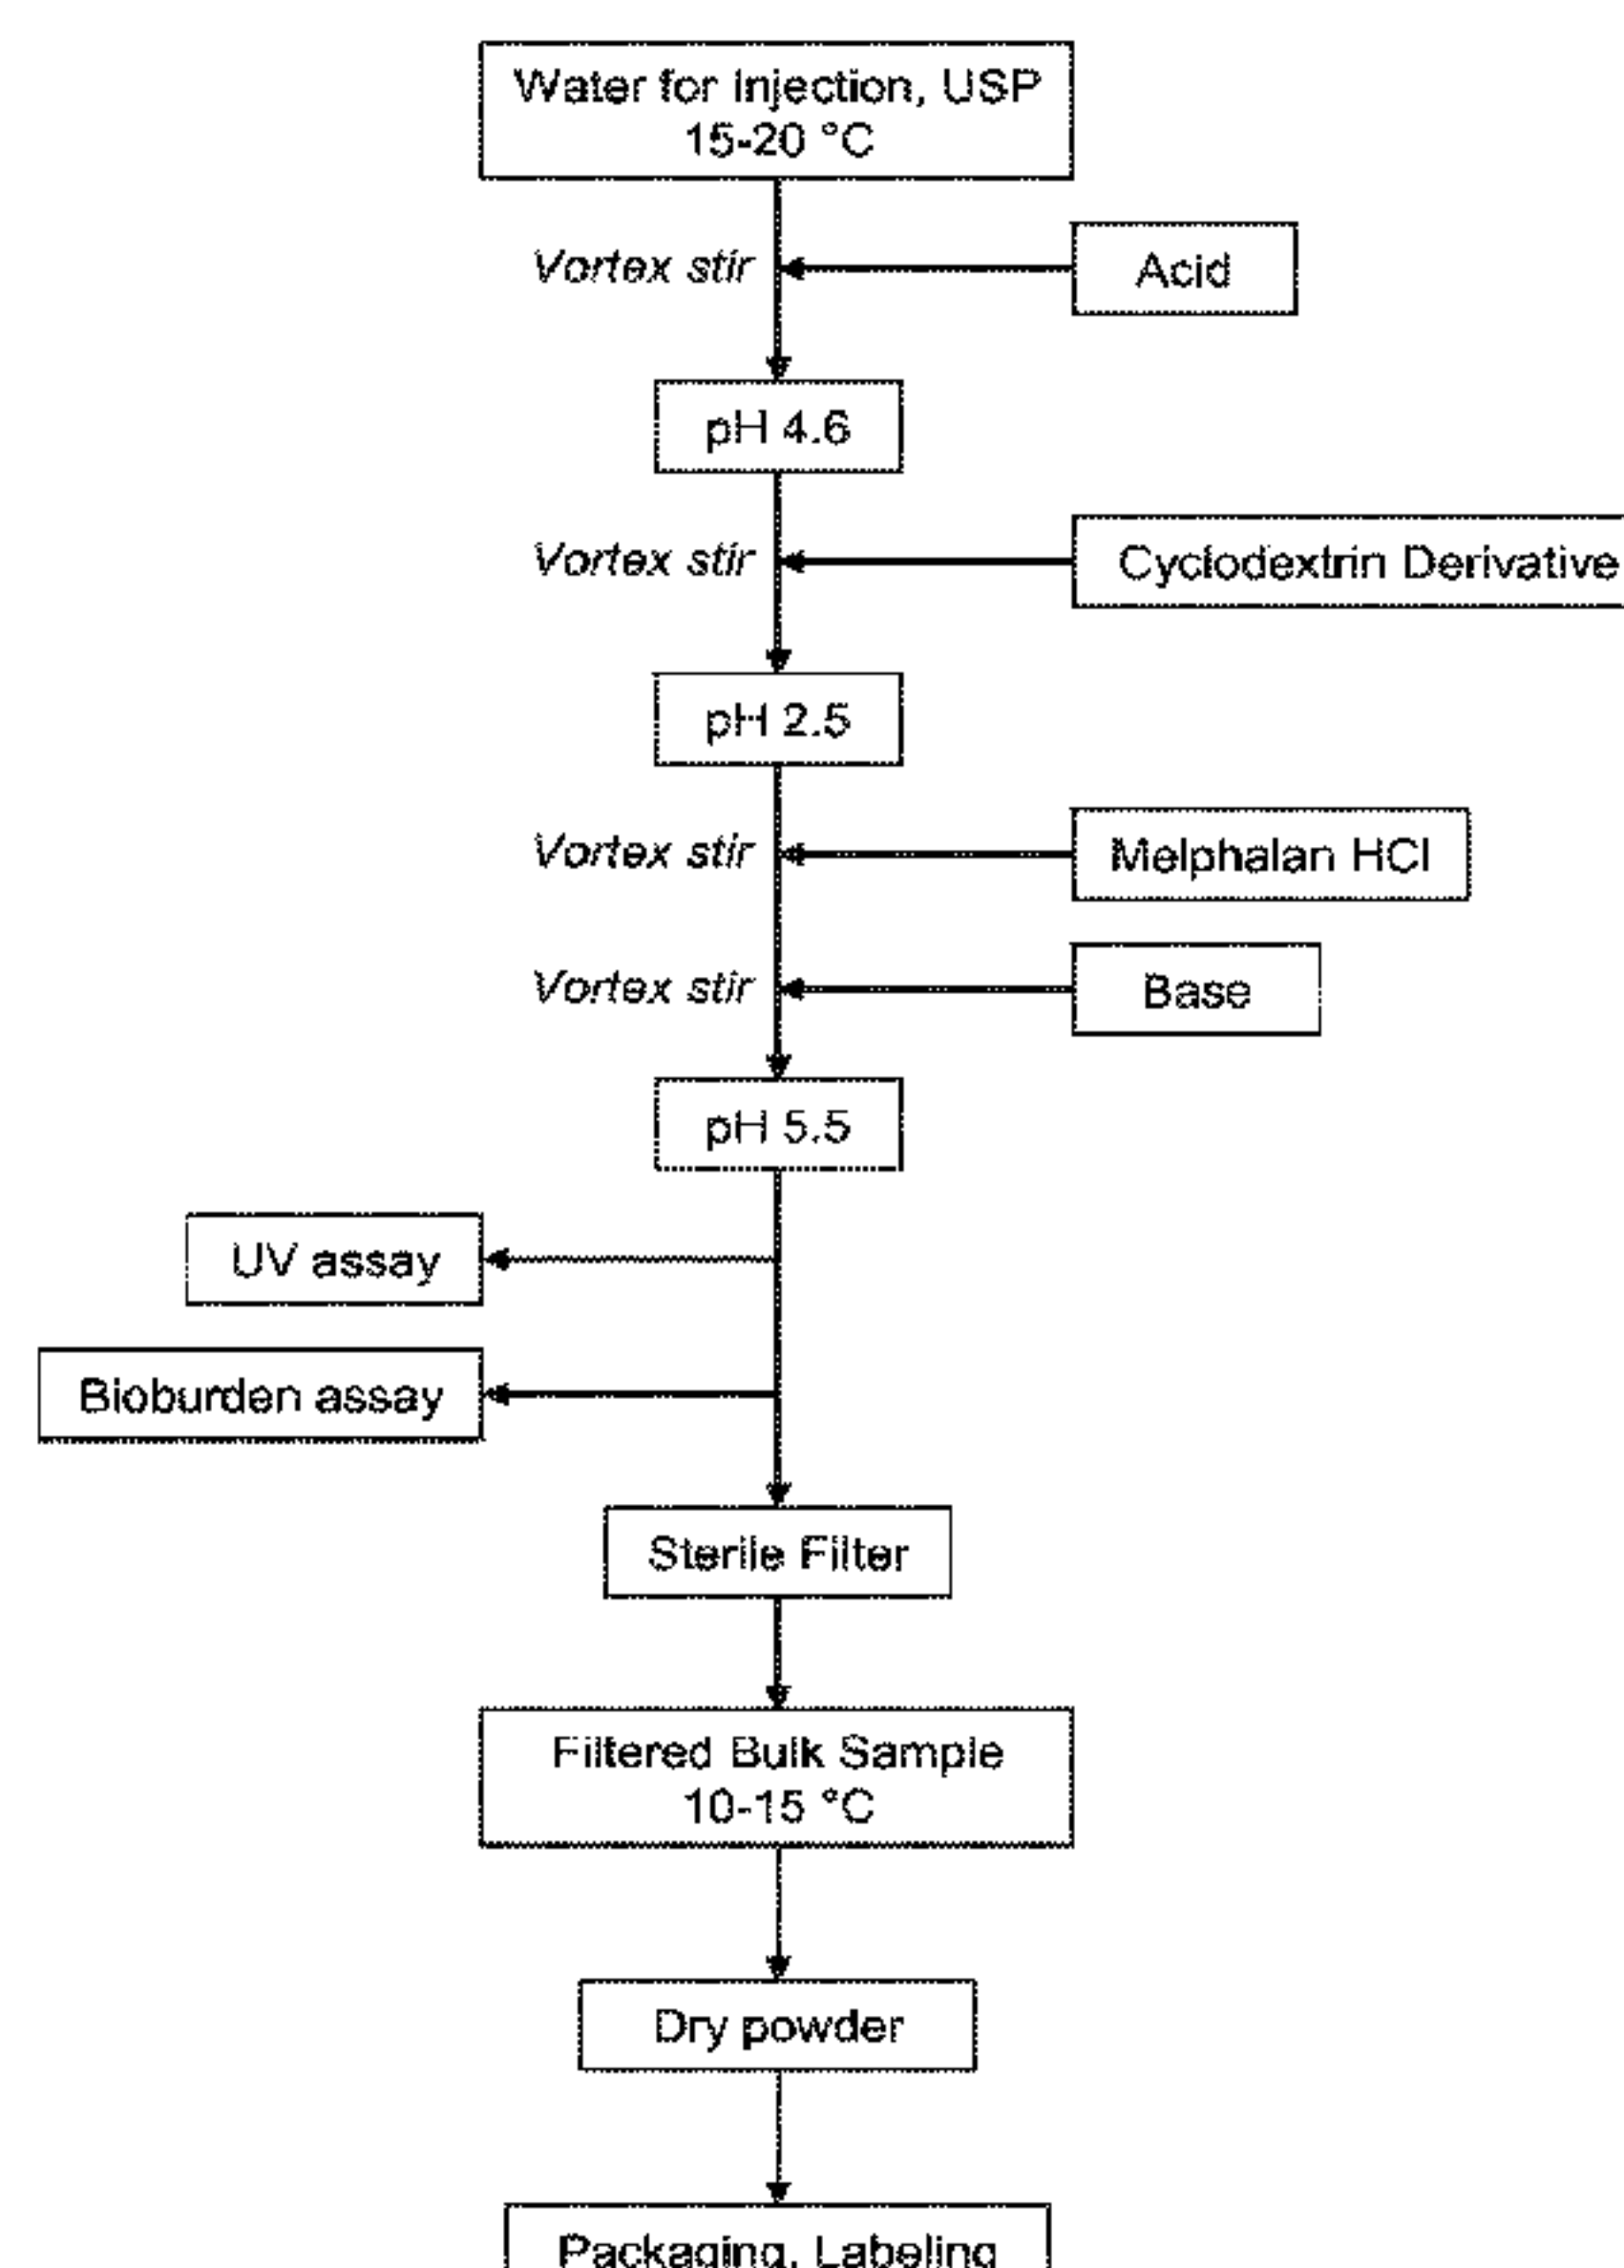 Water for Injection, USP
15-20 °C
Vortex stir
Acid
pH 4.6
Vortex stir
Cyclodextrin Derivative
pH 2.5
Vortex stir
Melphalan HCl
Vortex stir
Base
pH 5.5
UV assay
Bioburden assay
Sterile Filter
Filtered Bulk Sample
10-15 °C
Dry powder
Packaging, Labeling